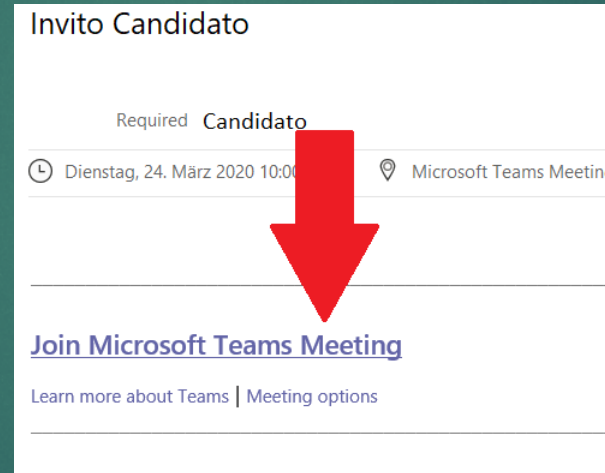 Invito Candidato
Required Candidato
Dienstag, 24. März 2020 10:00 Microsoft Teams
Join Microsoft Teams Meeting
Learn more about Teams | Meeting options